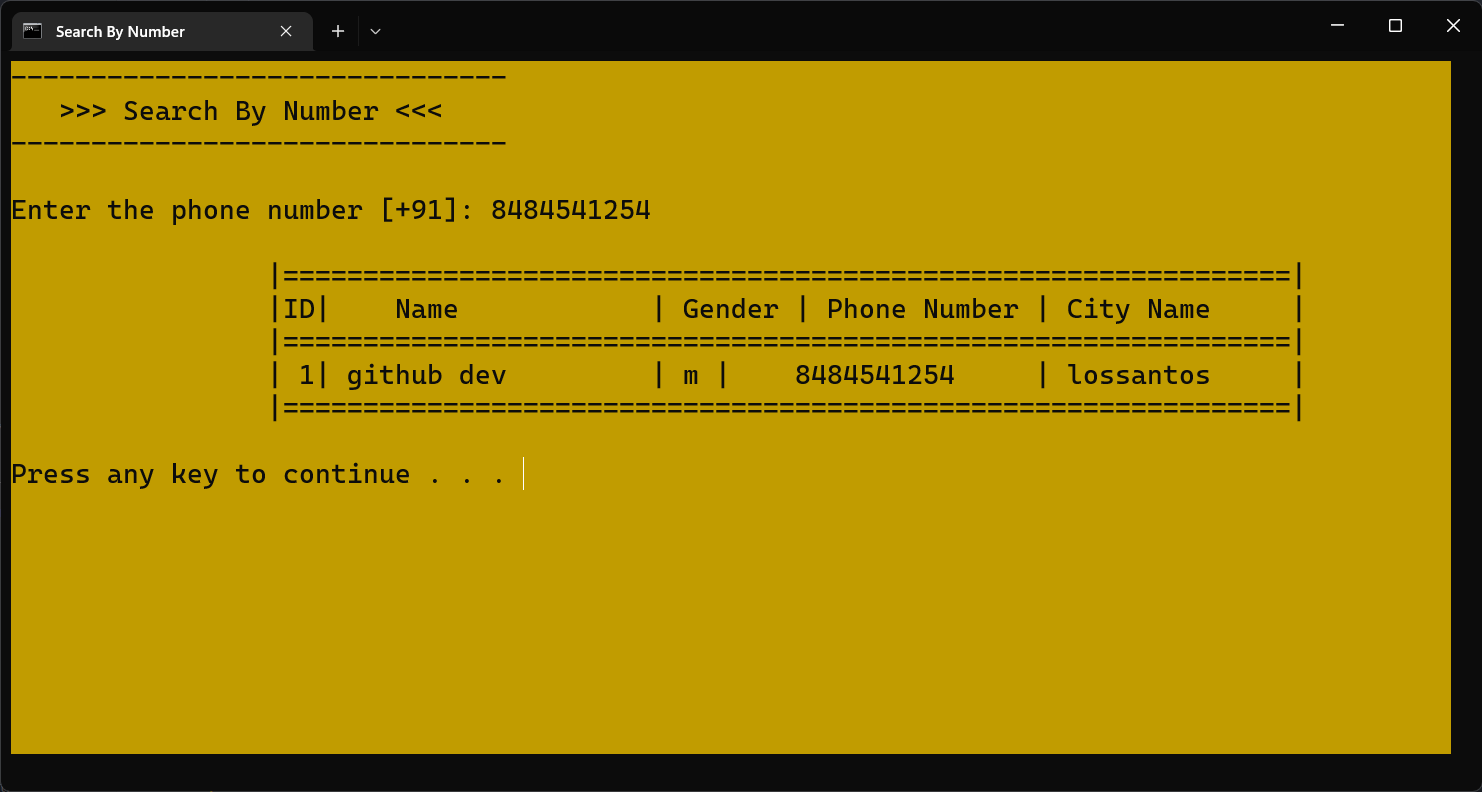 Search By Number
-------------------------------
   >>> Search By Number <<<
-------------------------------
Enter the phone number [+91]: 8484541254
|===============================================================|
|ID|    Name            | Gender | Phone Number | City Name     |
|===============================================================|
| 1| github dev         | m |    8484541254     | lossantos     |
|===============================================================|
Press any key to continue . . .